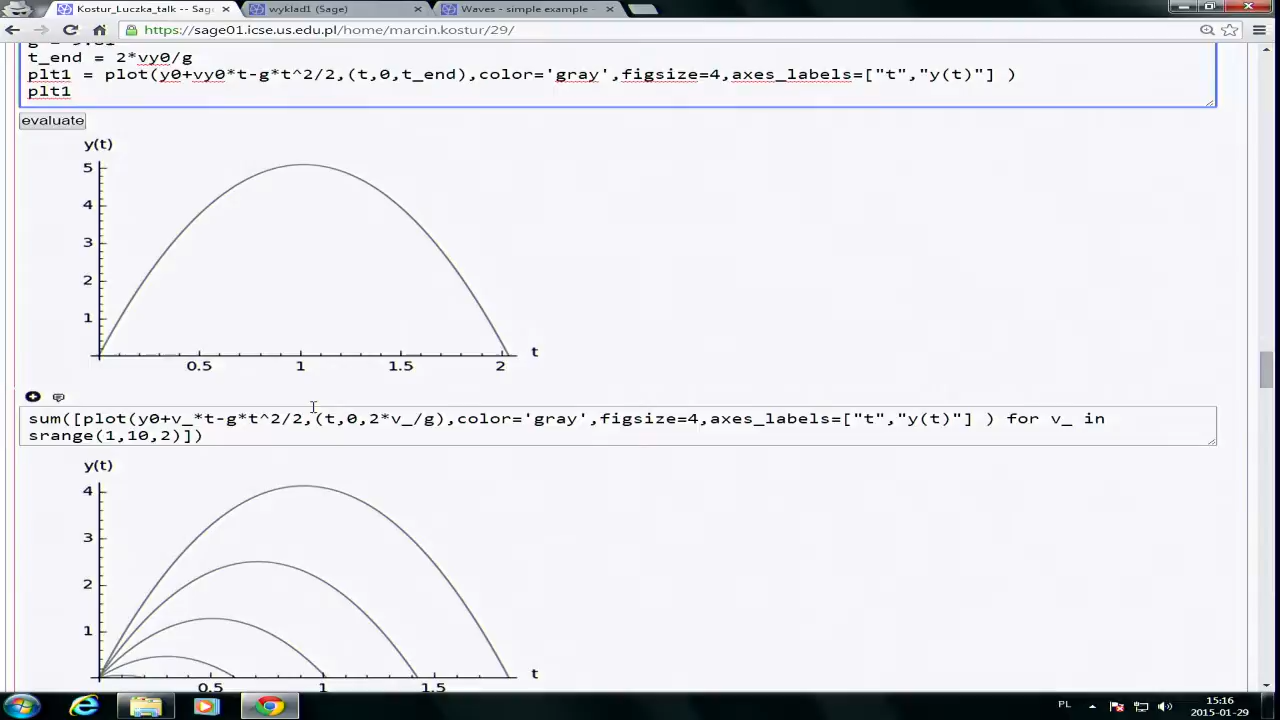 Kostur_Luczka_talk -- Sag
wyklad1 (Sage)
Waves - simple example -
https://sage01.icse.us.edu.pl/home/marcin.kostur/29/
t_end = 2*vy0/g
plt1 = plot(y0+vy0*t-g*t^2/2,(t,0,t_end),color='gray',figsize=4,axes_labels=["t","y(t)"] )
plt1
evaluate
y(t)
5
4
3
2
1
0.5
1
1.5
2
t
sum([plot(y0+v_*t-g*t^2/2,(t,0,2*v_/g),color='gray',figsize=4,axes_labels=["t","y(t)"] ) for v_ in
srange(1,10,2)])
y(t)
4
3
2
1
0.5
1
1.5
t
PL
15:16
2015-01-29